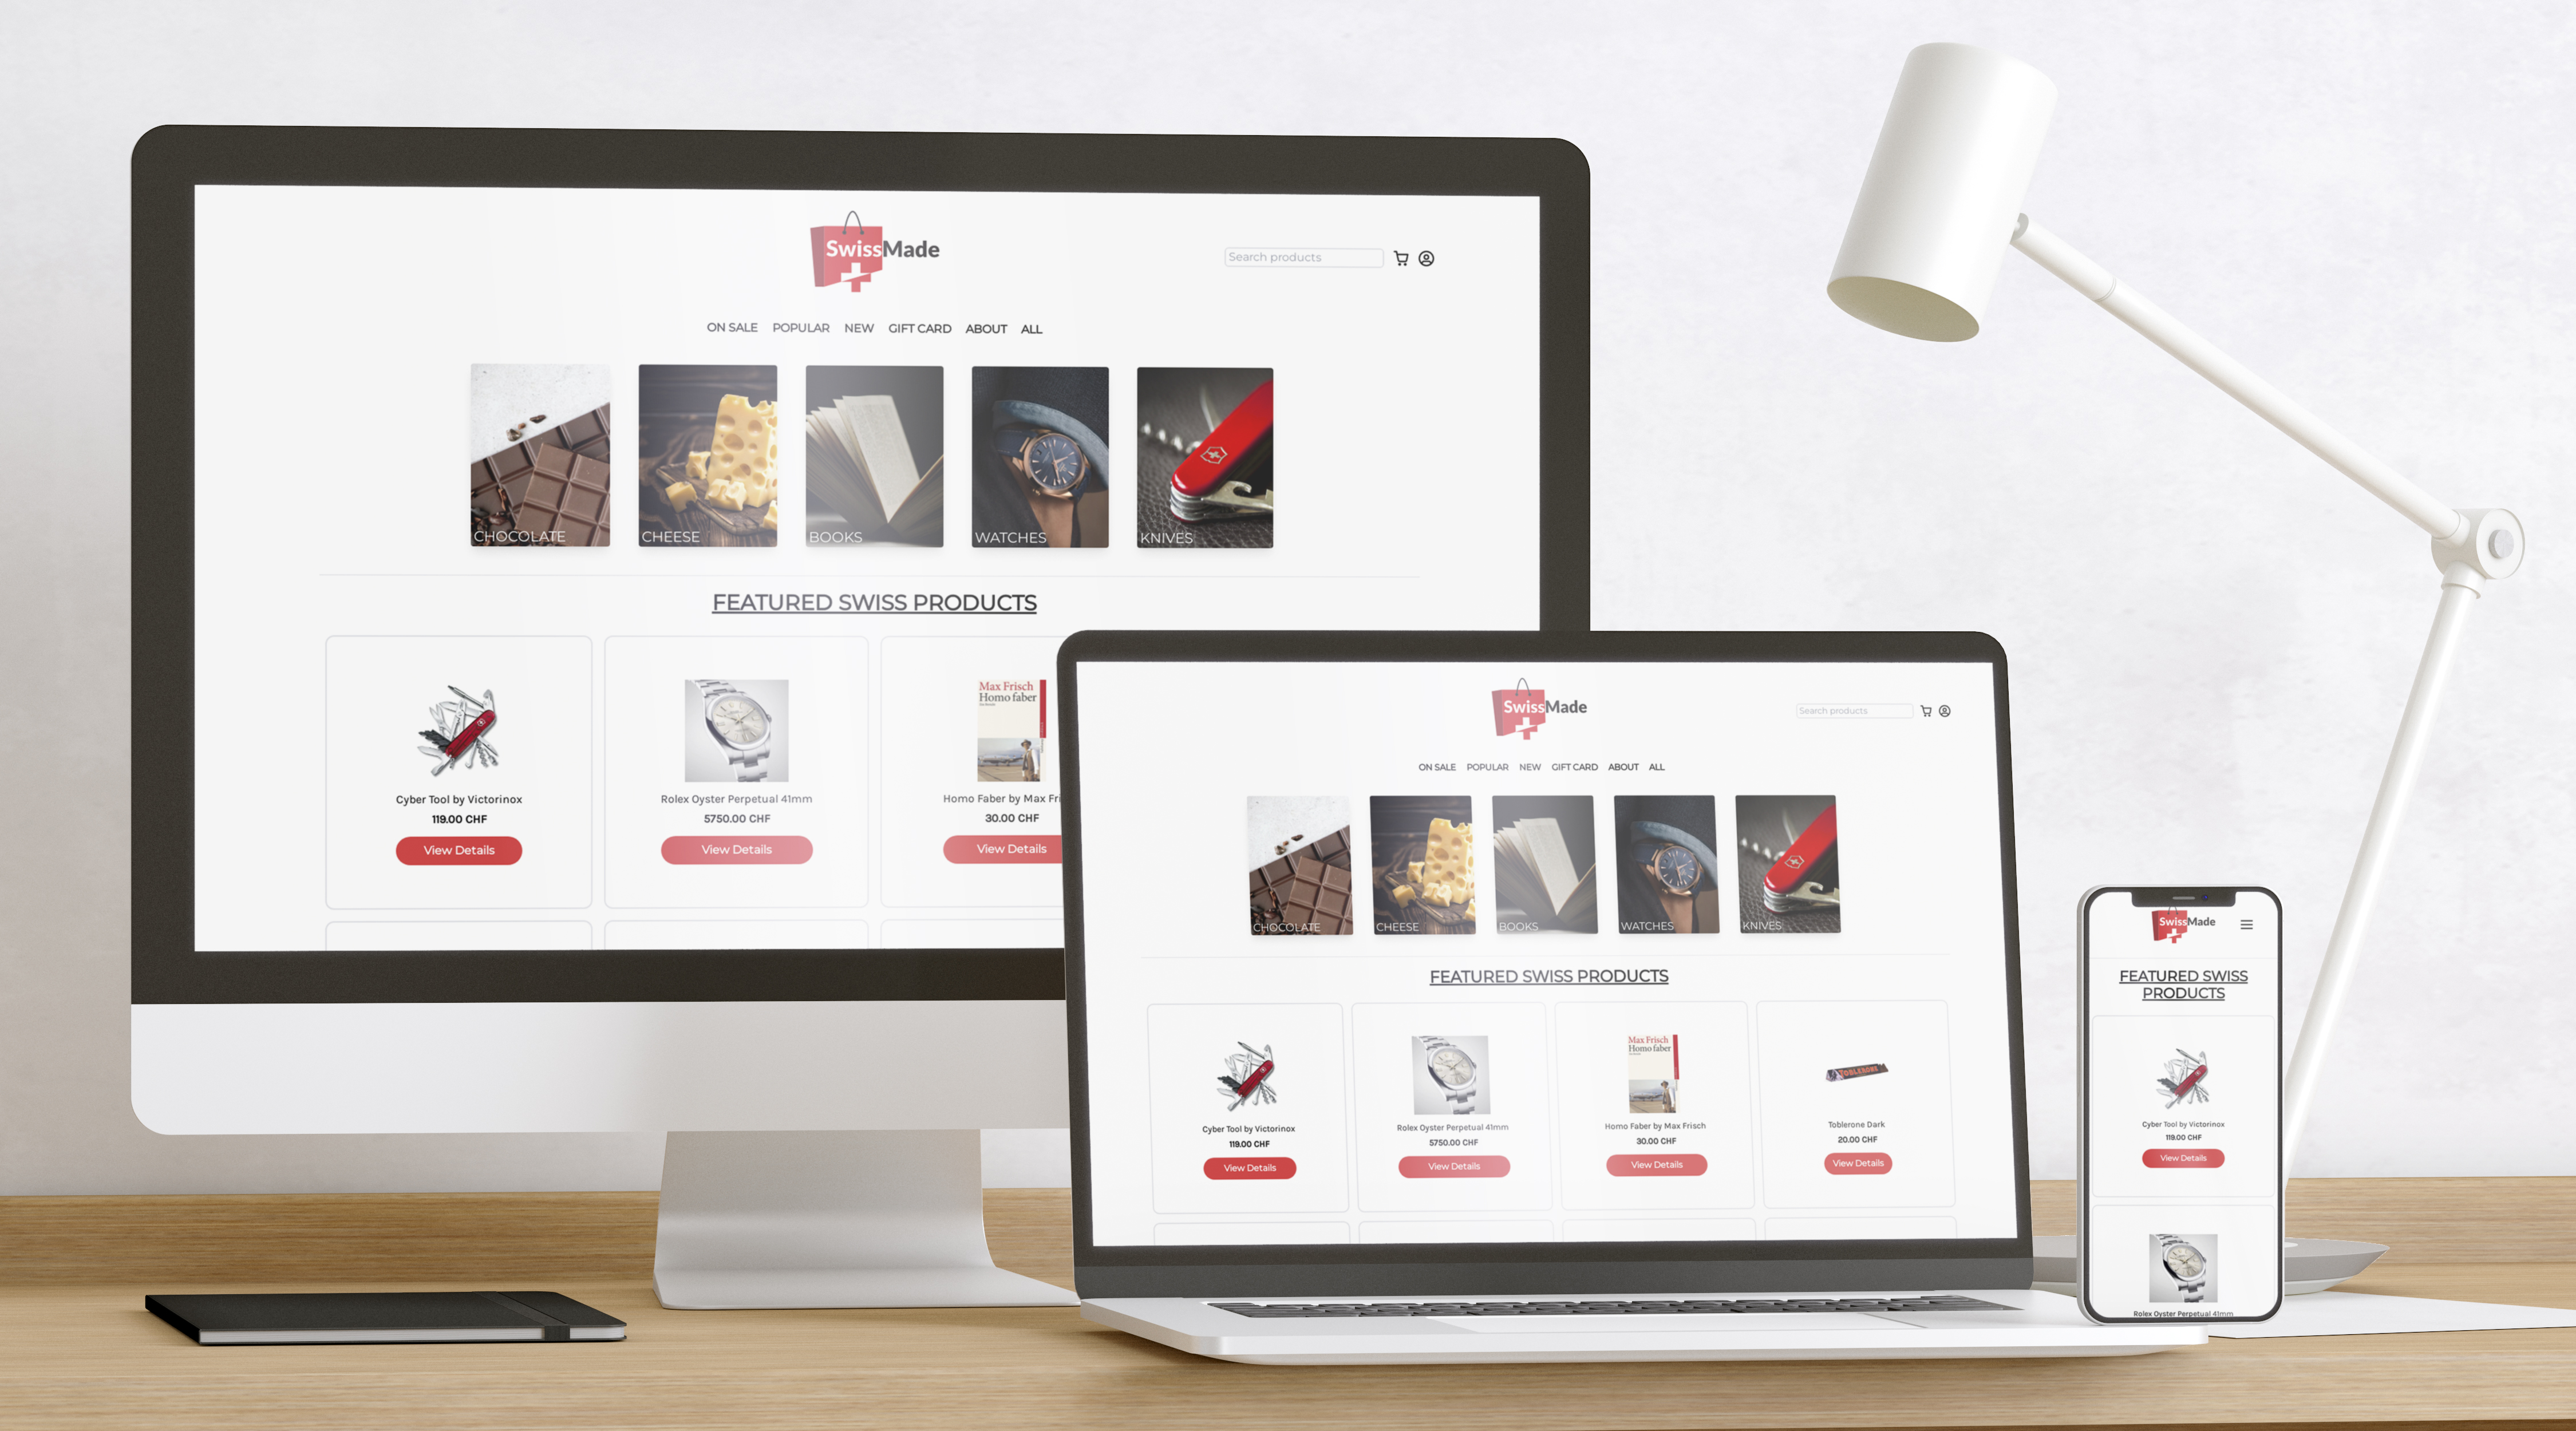 SwissMade
Search products
ON SALE POPULAR NEW GIFT CARD ABOUT ALL
CHOCOLATE
CHEESE
BOOKS
WATCHES
KNIVES
FEATURED SWISS PRODUCTS
Cyber Tool by Victorinox
119.00 CHF
View Details
Rolex Oyster Perpetual 41mm
5750.00 CHF
View Details
Max Frisch
Homo faber
Homo Faber by Max Fri
30.00 CHF
View Details
SwissMade
Search products
ON SALE POPULAR NEW GIFT CARD ABOUT ALL
CHOCOLATE
CHEESE
BOOKS
WATCHES
KNIVES
FEATURED SWISS PRODUCTS
Cyber Tool by Victorinox
119.00 CHF
View Details
Rolex Oyster Perpetual 41mm
5750.00 CHF
View Details
Max Frisch
Homo faber
Homo Faber by Max Frisch
30.00 CHF
View Details
TOBLERONE
Toblerone Dark
20.00 CHF
View Details
SwissMade
FEATURED SWISS
PRODUCTS
Cyber Tool by Victorinox
119.00 CHF
View Details
Rolex Oyster Perpetual 41mm